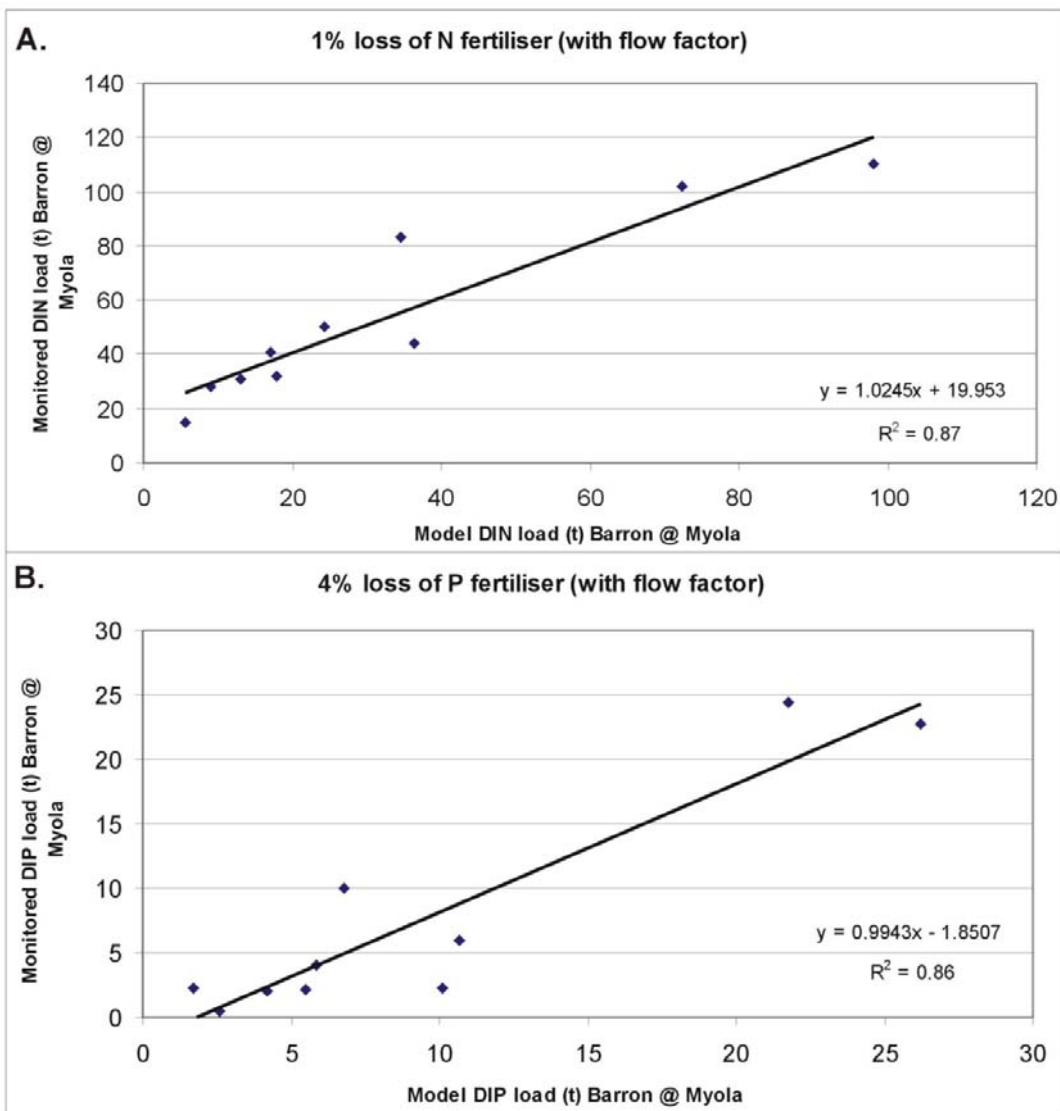 A.
1% loss of N fertiliser (with flow factor)
Monitored DIN load (t) Barron @
Myola
140
120
100
80
60
40
20
0
y = 1.0245x + 19.953
R² = 0.87
0 20 40 60 80 100 120
Model DIN load (t) Barron @ Myola
B.
4% loss of P fertiliser (with flow factor)
Monitored DIP load (t) Barron @
Myola
30
25
20
15
10
5
0
y = 0.9943x - 1.8507
R² = 0.86
0 5 10 15 20 25 30
Model DIP load (t) Barron @ Myola